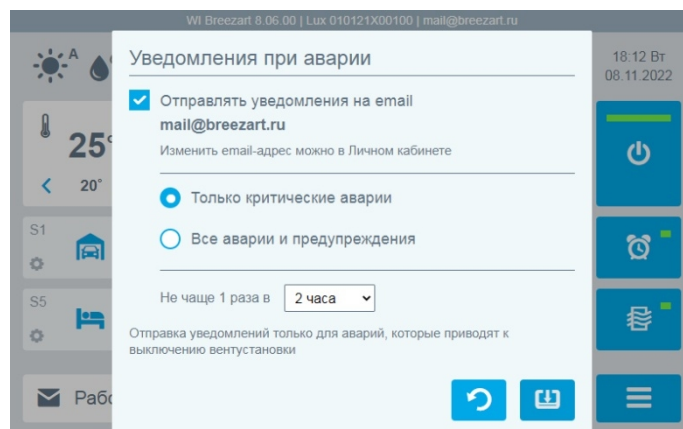 WI Breezart 8.06.00 | Lux 010121X00100 | mail@breezart.ru
A
18:12 Вт
08.11.2022
Уведомления при аварии
Отправлять уведомления на email
mail@breezart.ru
Изменить email-адрес можно в Личном кабинете
25°
20°
Только критические аварии
Все аварии и предупреждения
S1
S5
Не чаще 1 раза в 2 часа
Отправка уведомлений только для аварий, которые приводят к
выключению вентустановки